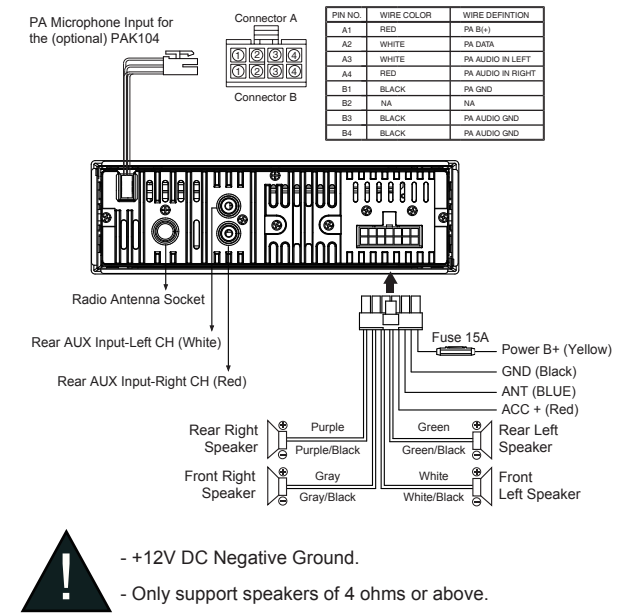 PA Microphone Input for
the (optional) PAK104
Connector A
1 2 3 4
1 2 3 4
Connector B
PIN NO. WIRE COLOR WIRE DEFINTION
A1 RED PA B(+)
A2 WHITE PA DATA
A3 WHITE PA AUDIO IN LEFT
A4 RED PA AUDIO IN RIGHT
B1 BLACK PA GND
B2 NA NA
B3 BLACK PA AUDIO GND
B4 BLACK PA AUDIO GND
Radio Antenna Socket
Rear AUX Input-Left CH (White)
Rear AUX Input-Right CH (Red)
Fuse 15A
Power B+ (Yellow)
GND (Black)
ANT (BLUE)
ACC + (Red)
Rear Right
Speaker
Purple
Purple/Black
Green
Green/Black
Rear Left
Speaker
Front Right
Speaker
Gray
Gray/Black
White
White/Black
Front
Left Speaker
!
- +12V DC Negative Ground.
- Only support speakers of 4 ohms or above.